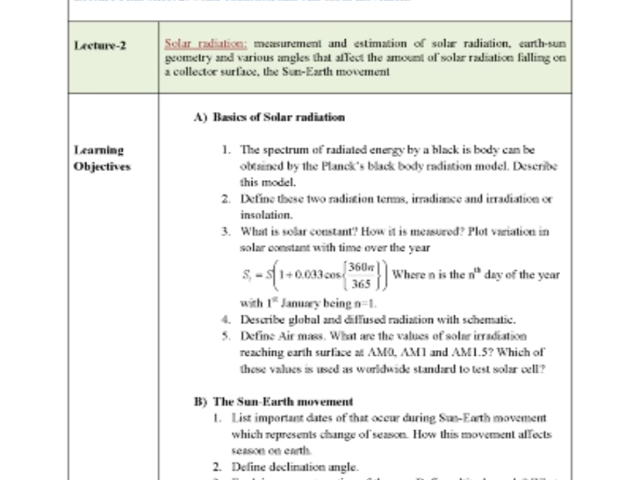 Lecture-2
Solar radiation: measurement and estimation of solar radiation, earth-sun
geometry and various angles that affect the amount of solar radiation falling on
a collector surface, the Sun-Earth movement
Learning
Objectives
A) Basics of Solar radiation
1. The spectrum of radiated energy by a black is body can be
obtained by the Planck's black body radiation model. Describe
this model.
2. Define these two radiation terms, irradiance and irradiation or
insolation.
3. What is solar constant? How it is measured? Plot variation in
solar constant with time over the year
S_t = S(1+0.033cos{360n/365}) Where n is the nth day of the year
with 1st January being n=1.
4. Describe global and diffused radiation with schematic.
5. Define Air mass. What are the values of solar irradiation
reaching earth surface at AM0, AM1 and AM1.5? Which of
these values is used as worldwide standard to test solar cell?
B) The Sun-Earth movement
1. List important dates of that occur during Sun-Earth movement
which represents change of season. How this movement affects
season on earth.
2. Define declination angle.